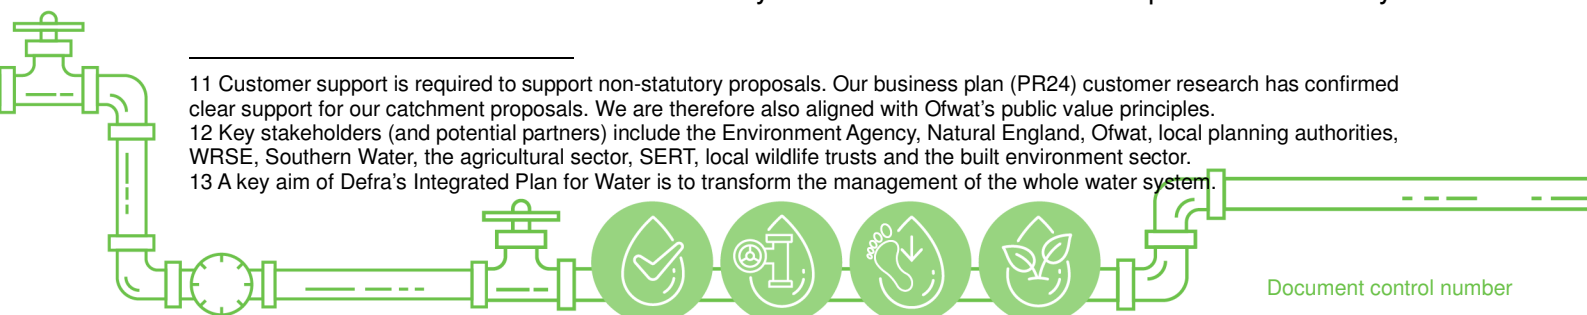 11 Customer support is required to support non-statutory proposals. Our business plan (PR24) customer research has confirmed
clear support for our catchment proposals. We are therefore also aligned with Ofwat's public value principles.
12 Key stakeholders (and potential partners) include the Environment Agency, Natural England, Ofwat, local planning authorities,
WRSE, Southern Water, the agricultural sector, SERT, local wildlife trusts and the built environment sector.
13 A key aim of Defra's Integrated Plan for Water is to transform the management of the whole water system.
Document control number